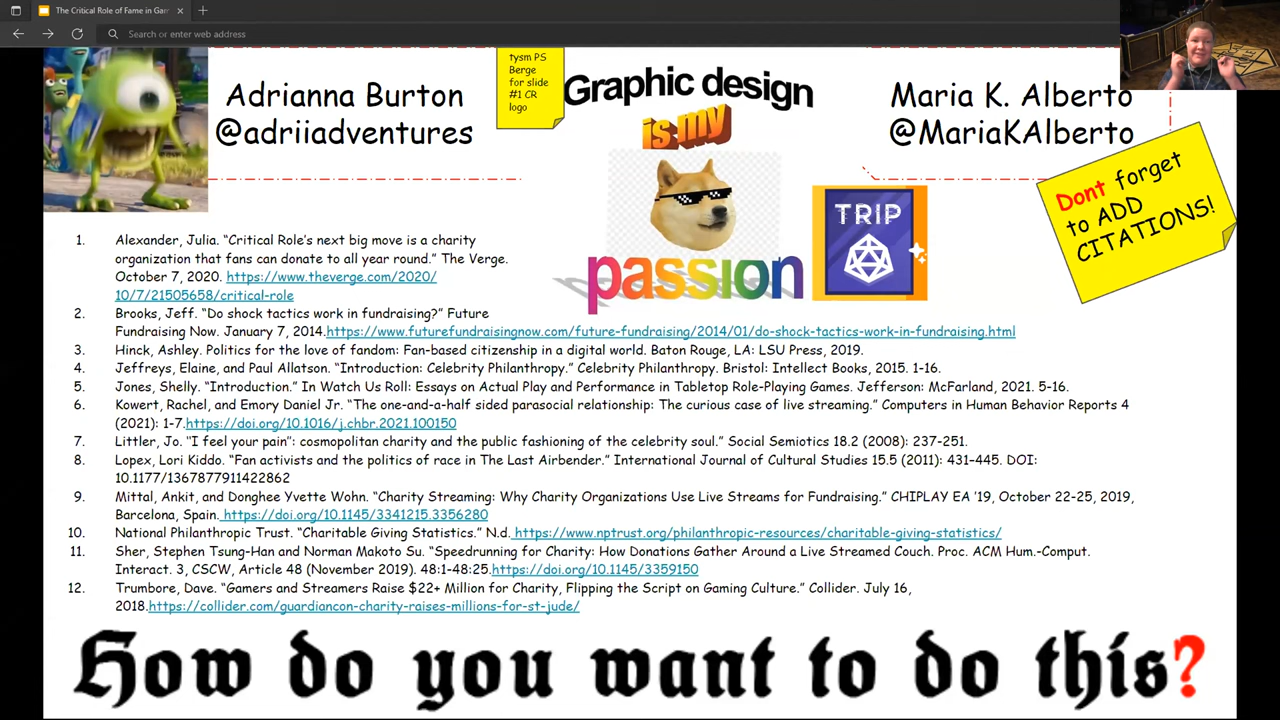 The Critical Role of Fame in Gam
Search or enter web address
Adrianna Burton
@adriiadventures
tysm PS
Berge
for slide
#1 CR
logo
Graphic design
is my
passion
TRIP
Maria K. Alberto
@MariaKAlberto
Dont forget
to ADD
CITATIONS!
1. Alexander, Julia. “Critical Role’s next big move is a charity
organization that fans can donate to all year round.” The Verge.
October 7, 2020. https://www.theverge.com/2020/
10/7/21505658/critical-role
2. Brooks, Jeff. “Do shock tactics work in fundraising?” Future
Fundraising Now. January 7, 2014.https://www.futurefundraisingnow.com/future-fundraising/2014/01/do-shock-tactics-work-in-fundraising.html
3. Hinck, Ashley. Politics for the love of fandom: Fan-based citizenship in a digital world. Baton Rouge, LA: LSU Press, 2019.
4. Jeffreys, Elaine, and Paul Allatson. “Introduction: Celebrity Philanthropy.” Celebrity Philanthropy. Bristol: Intellect Books, 2015. 1-16.
5. Jones, Shelly. “Introduction.” In Watch Us Roll: Essays on Actual Play and Performance in Tabletop Role-Playing Games. Jefferson: McFarland, 2021. 5-16.
6. Kowert, Rachel, and Emory Daniel Jr. “The one-and-a-half sided parasocial relationship: The curious case of live streaming.” Computers in Human Behavior Reports 4
(2021): 1-7.https://doi.org/10.1016/j.chbr.2021.100150
7. Littler, Jo. “I feel your pain”: cosmopolitan charity and the public fashioning of the celebrity soul.” Social Semiotics 18.2 (2008): 237-251.
8. Lopex, Lori Kiddo. “Fan activists and the politics of race in The Last Airbender.” International Journal of Cultural Studies 15.5 (2011): 431–445. DOI:
10.1177/1367877911422862
9. Mittal, Ankit, and Donghee Yvette Wohn. “Charity Streaming: Why Charity Organizations Use Live Streams for Fundraising.” CHIPLAY EA ’19, October 22-25, 2019,
Barcelona, Spain. https://doi.org/10.1145/3341215.3356280
10. National Philanthropic Trust. “Charitable Giving Statistics.” N.d. https://www.nptrust.org/philanthropic-resources/charitable-giving-statistics/
11. Sher, Stephen Tsung-Han and Norman Makoto Su. “Speedrunning for Charity: How Donations Gather Around a Live Streamed Couch. Proc. ACM Hum.-Comput.
Interact. 3, CSCW, Article 48 (November 2019). 48:1-48:25.https://doi.org/10.1145/3359150
12. Trumbore, Dave. “Gamers and Streamers Raise $22+ Million for Charity, Flipping the Script on Gaming Culture.” Collider. July 16,
2018.https://collider.com/guardiancon-charity-raises-millions-for-st-jude/
How do you want to do this?